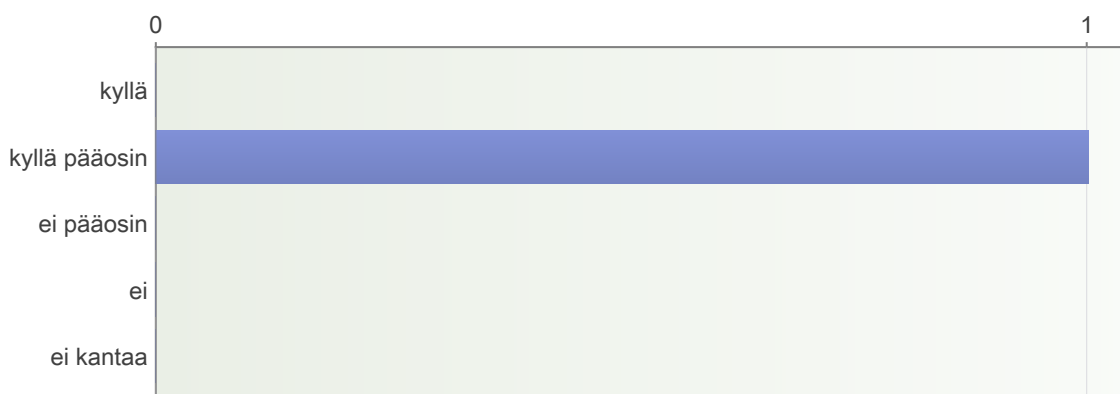 0 1
kyllä
kyllä pääosin
ei pääosin
ei
ei kantaa